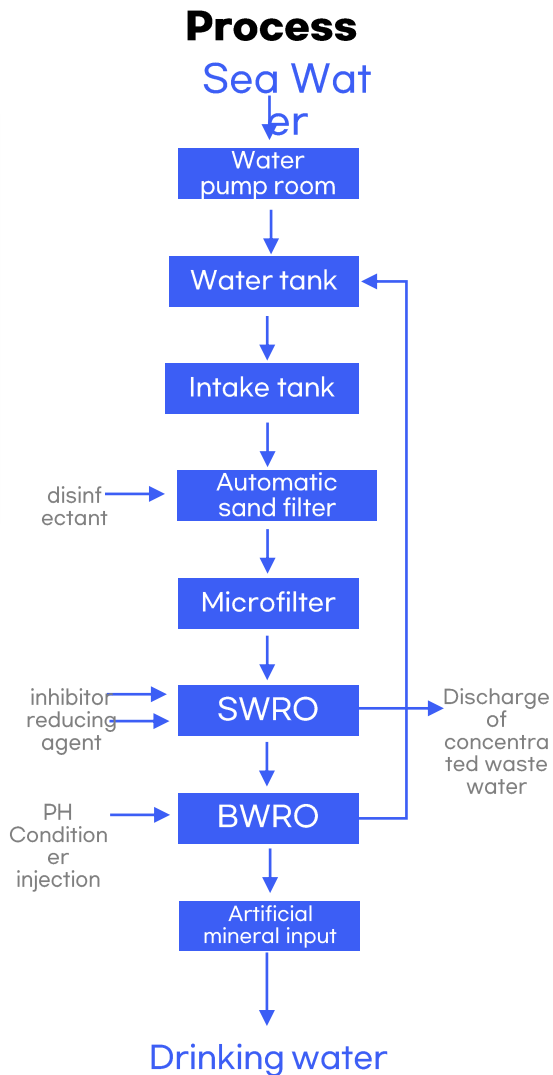 Process
Sea Wat
er
Water
pump room
Water tank
Intake tank
Automatic
sand filter
disinf
ectant
Microfilter
inhibitor
reducing
agent
SWRO
Discharge
of
concentra
ted waste
water
PH
Condition
er
injection
BWRO
Artificial
mineral input
Drinking water